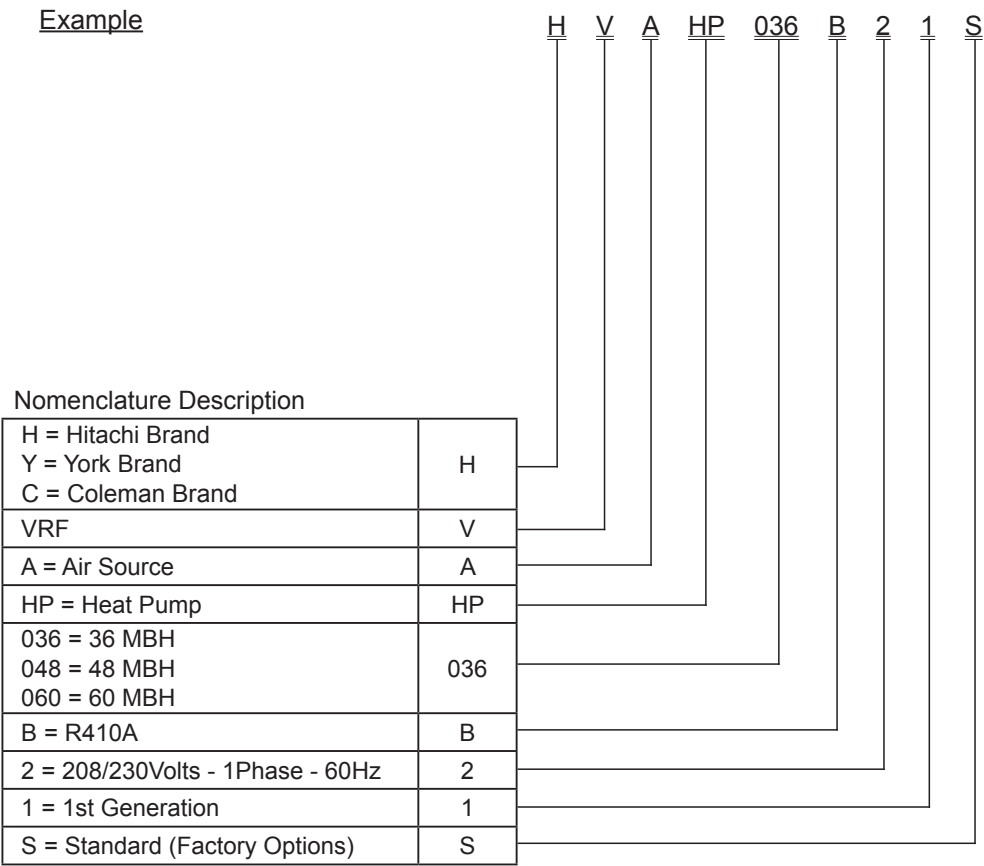 Example
H V A HP 036 B 2 1 S
Nomenclature Description
H = Hitachi Brand
Y = York Brand
C = Coleman Brand
H
VRF V
A = Air Source A
HP = Heat Pump HP
036 = 36 MBH
048 = 48 MBH
060 = 60 MBH
036
B = R410A B
2 = 208/230Volts - 1Phase - 60Hz 2
1 = 1st Generation 1
S = Standard (Factory Options) S